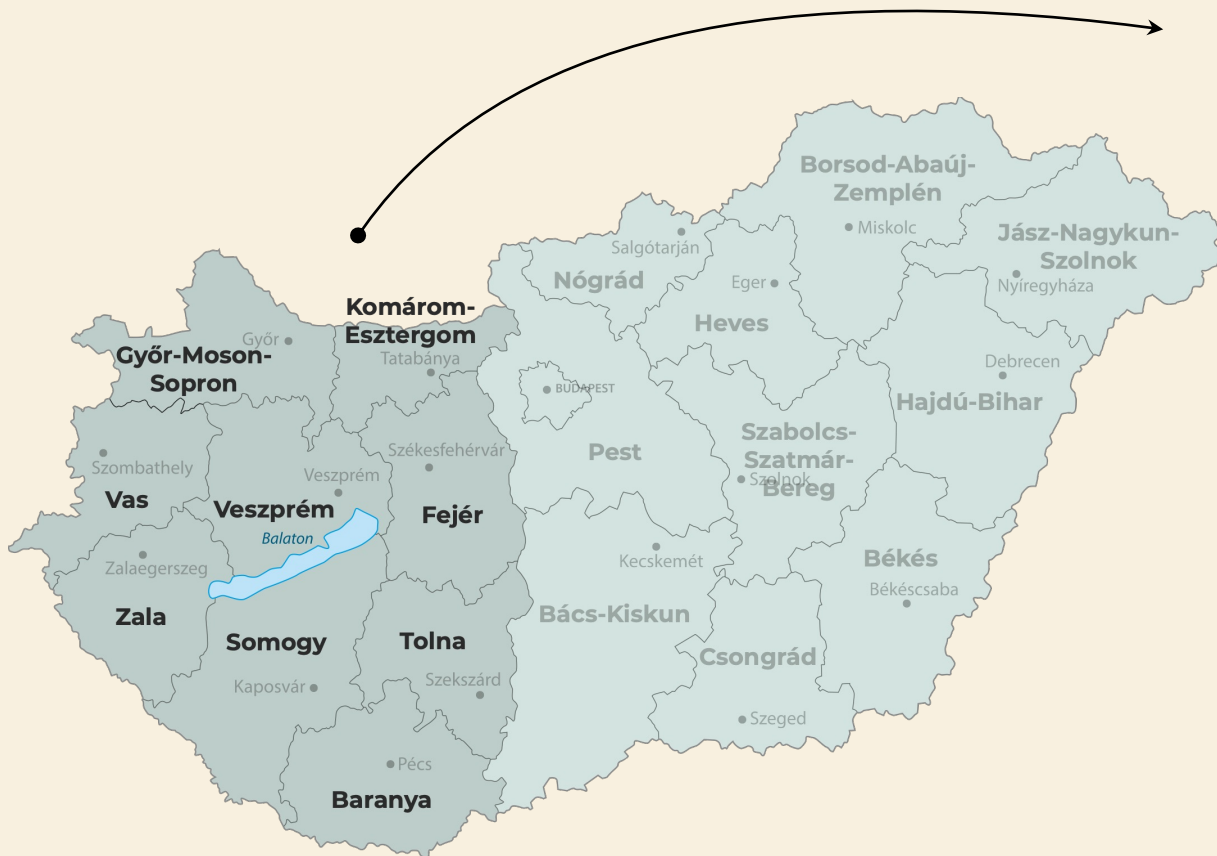 Borsod-Abaúj-
Zemplén
Miskolc
Jász-Nagykun-
Szolnok
Nyíregyháza
Salgótarján
Nógrád
Eger
Heves
Komárom-
Esztergom
Tatabánya
Győr
Győr-Moson-
Sopron
Debrecen
Hajdú-Bihar
BUDAPEST
Pest
Szabolcs-
Szatmár-
Bereg
Szolnok
Székesfehérvár
Fejér
Szombathely
Vas
Veszprém
Veszprém
Balaton
Zalaegerszeg
Zala
Kecskemét
Bács-Kiskun
Békés
Békéscsaba
Somogy
Kaposvár
Tolna
Szekszárd
Csongrád
Szeged
Pécs
Baranya